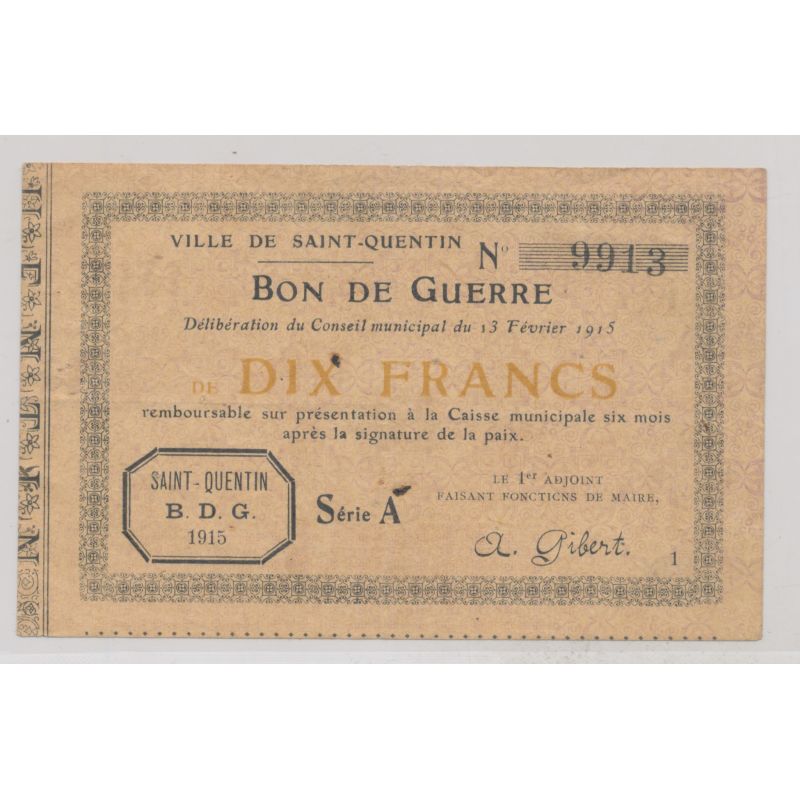 VILLE DE SAINT-QUENTIN Nº 9913
BON DE GUERRE
Délibération du Conseil municipal du 13 Février 1915
DE DIX FRANCS
remboursable sur présentation à la Caisse municipale six mois
après la signature de la paix.
SAINT-QUENTIN
B. D. G.
1915
Série A
LE 1er ADJOINT
FAISANT FONCTIONS DE MAIRE,
A. Gibert.
1